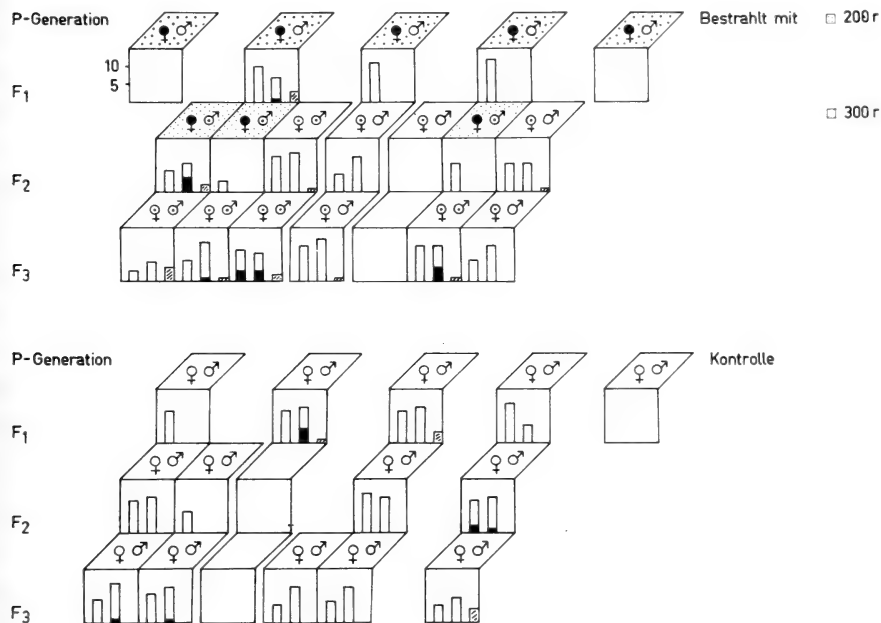 P-Generation
Bestrahlt mit
200 r
10
5
F1
300 r
F2
F3
P-Generation
Kontrolle
F1
F2
F3